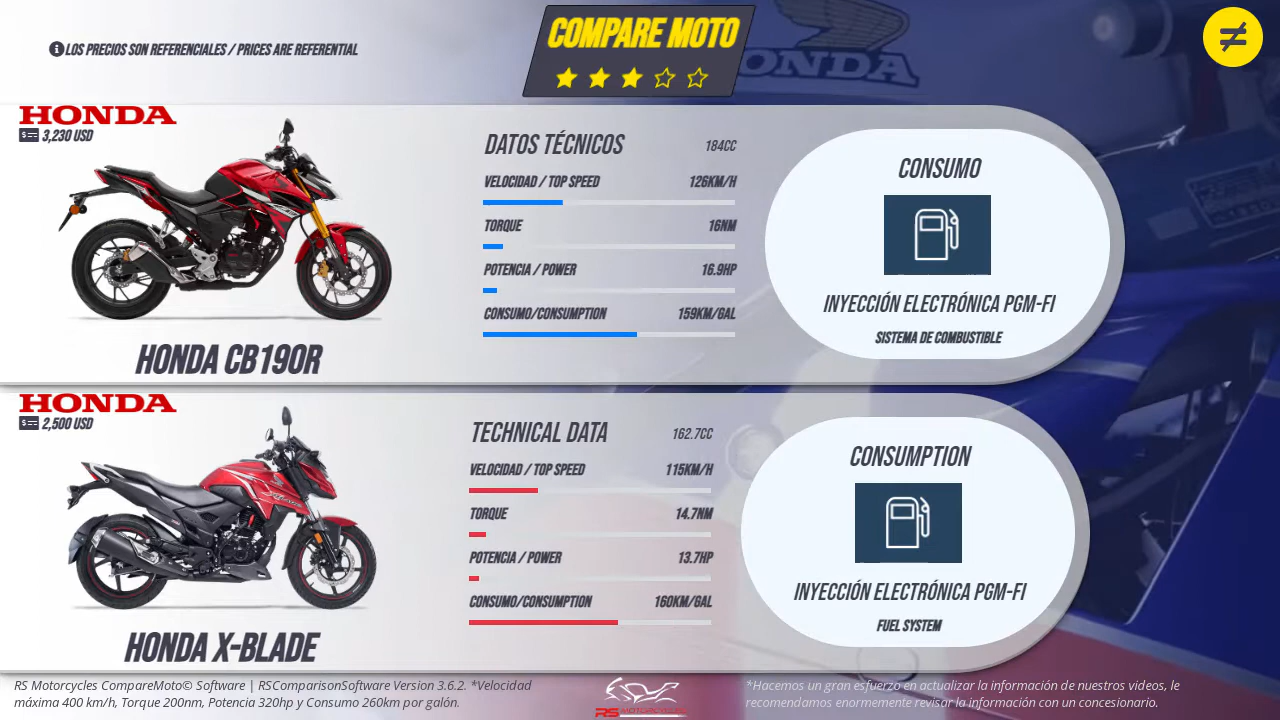 LOS PRECIOS SON REFERENCIALES / PRICES ARE REFERENTIAL
COMPARE MOTO
HONDA
HONDA
3,230 USD
HONDA CB190R
DATOS TÉCNICOS 184CC
VELOCIDAD / TOP SPEED 126KM/H
TORQUE 16NM
POTENCIA / POWER 16.9HP
CONSUMO/CONSUMPTION 159KM/GAL
CONSUMO
INYECCIÓN ELECTRÓNICA PGM-FI
SISTEMA DE COMBUSTIBLE
HONDA
2,500 USD
HONDA X-BLADE
TECHNICAL DATA 162.7CC
VELOCIDAD / TOP SPEED 115KM/H
TORQUE 14.7NM
POTENCIA / POWER 13.7HP
CONSUMO/CONSUMPTION 160KM/GAL
CONSUMPTION
INYECCIÓN ELECTRÓNICA PGM-FI
FUEL SYSTEM
RS Motorcycles CompareMoto© Software | RSComparisonSoftware Version 3.6.2. *Velocidad
máxima 400 km/h, Torque 200nm, Potencia 320hp y Consumo 260km por galón.
RS MOTORCYCLES
*Hacemos un gran esfuerzo en actualizar la información de nuestros videos, le
recomendamos enormemente revisar la información con un concesionario.